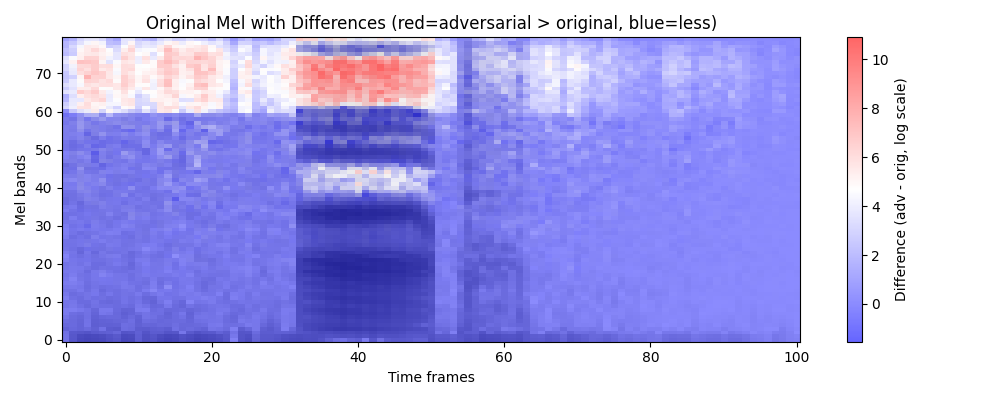 Original Mel with Differences (red=adversarial > original, blue=less)
Mel bands
70
60
50
40
30
20
10
0
0 20 40 60 80 100
Time frames
10
8
6
4
2
0
Difference (adv - orig, log scale)